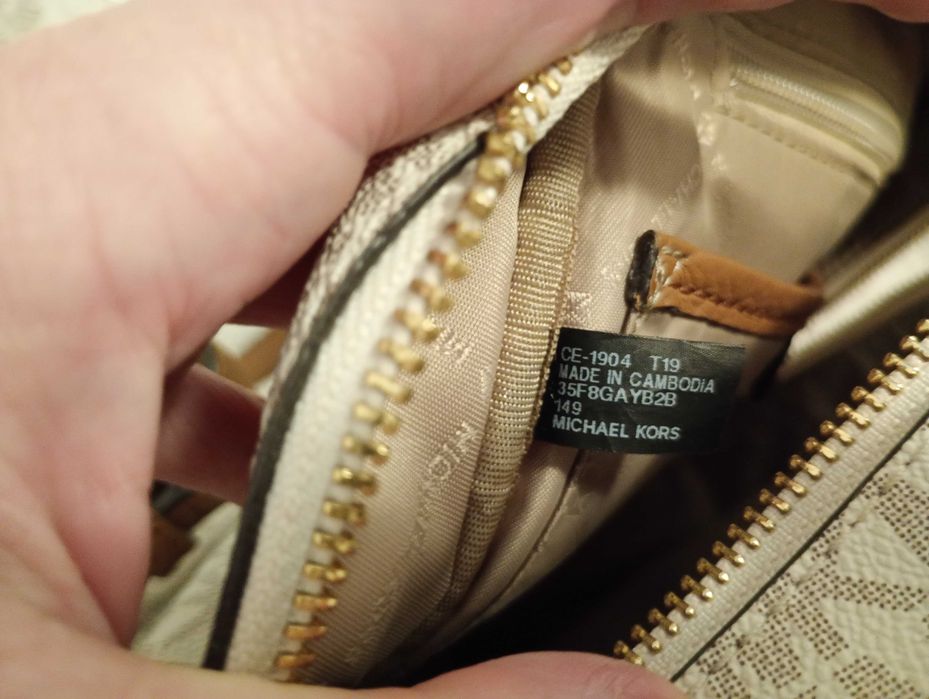 CE-1904 T19
MADE IN CAMBODIA
35F8GAYB2B
149
MICHAEL KORS